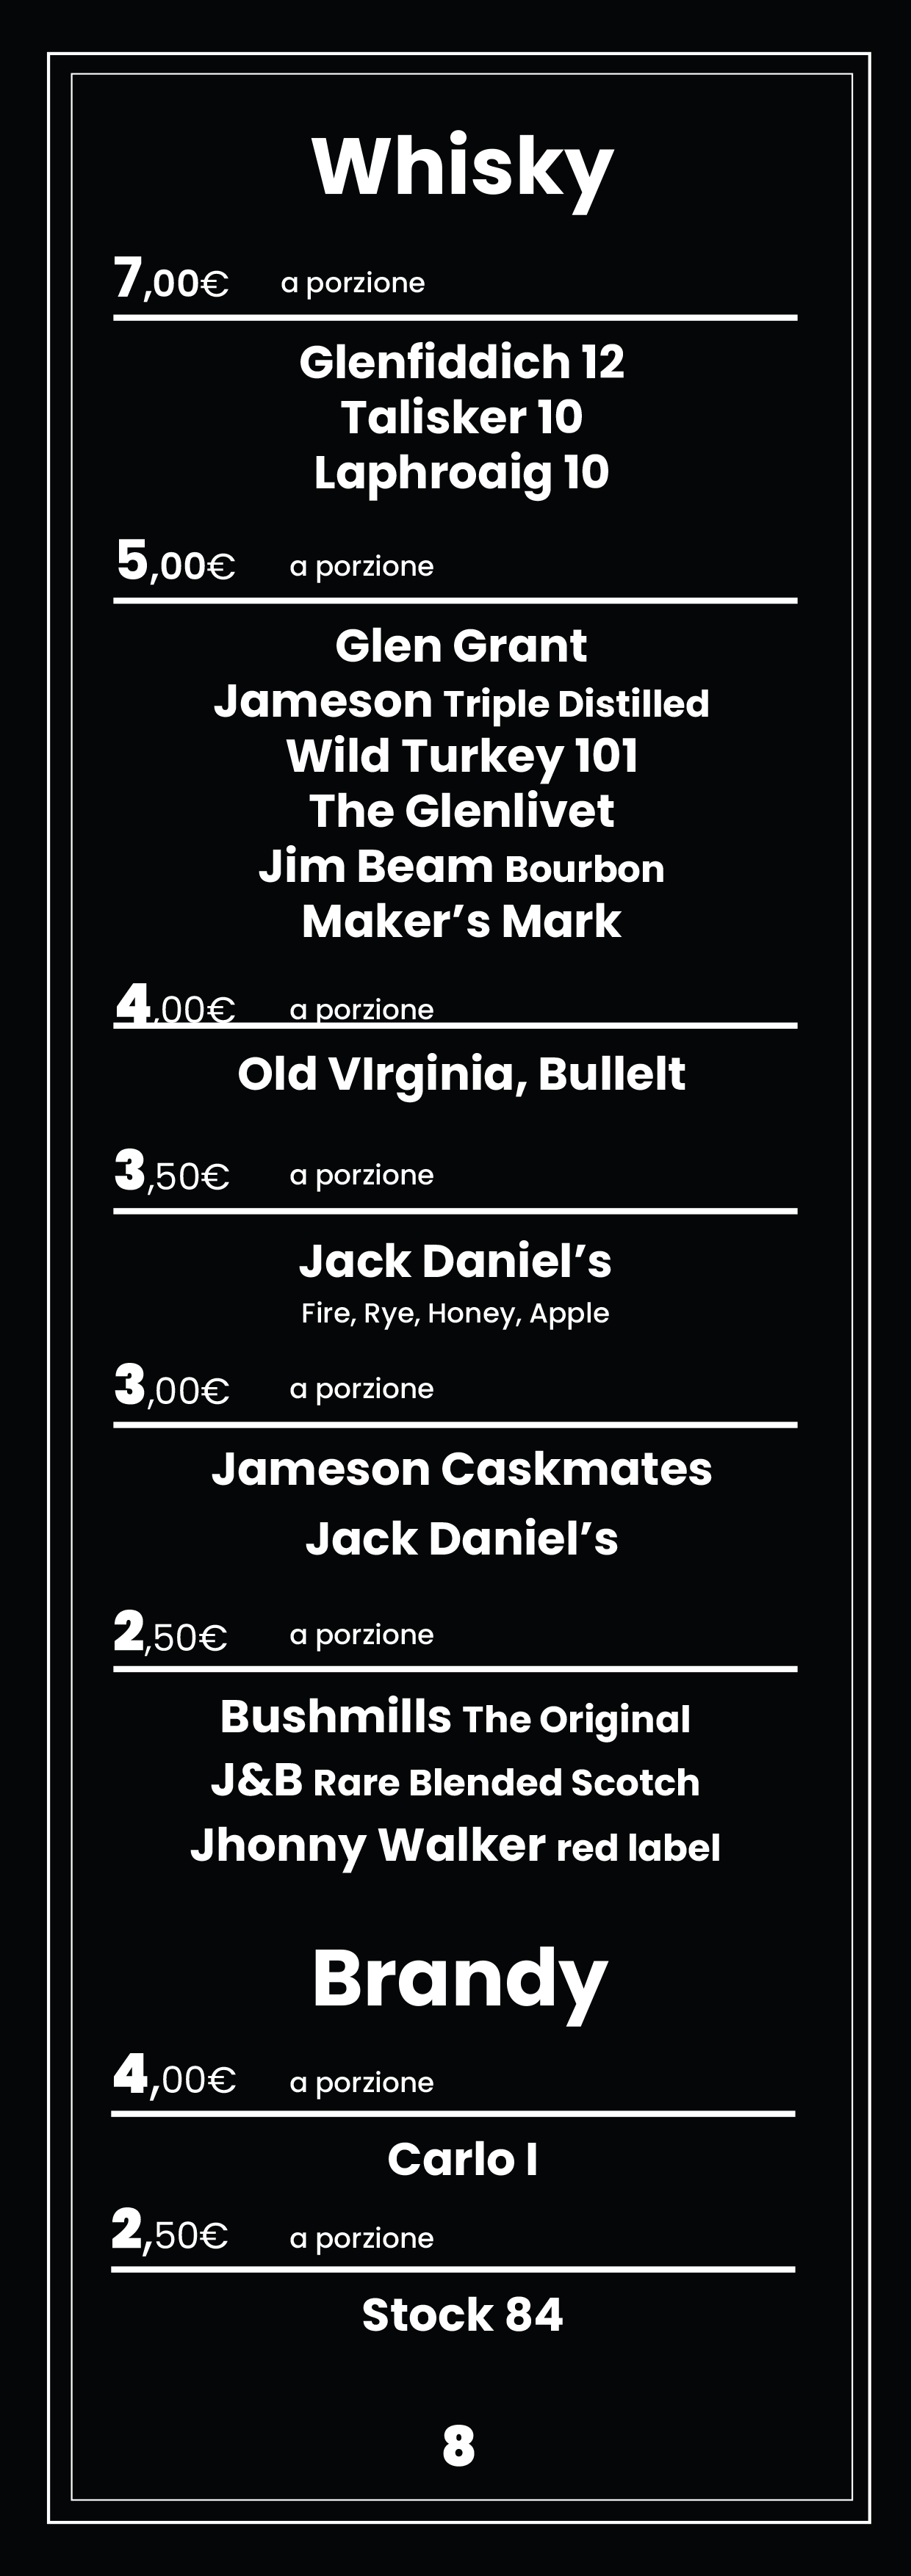 Whisky
7,00€ a porzione
Glenfiddich 12
Talisker 10
Laphroaig 10
5,00€ a porzione
Glen Grant
Jameson Triple Distilled
Wild Turkey 101
The Glenlivet
Jim Beam Bourbon
Maker’s Mark
4,00€ a porzione
Old VIrginia, Bullelt
3,50€ a porzione
Jack Daniel’s
Fire, Rye, Honey, Apple
3,00€ a porzione
Jameson Caskmates
Jack Daniel’s
2,50€ a porzione
Bushmills The Original
J&B Rare Blended Scotch
Jhonny Walker red label
Brandy
4,00€ a porzione
Carlo I
2,50€ a porzione
Stock 84
8